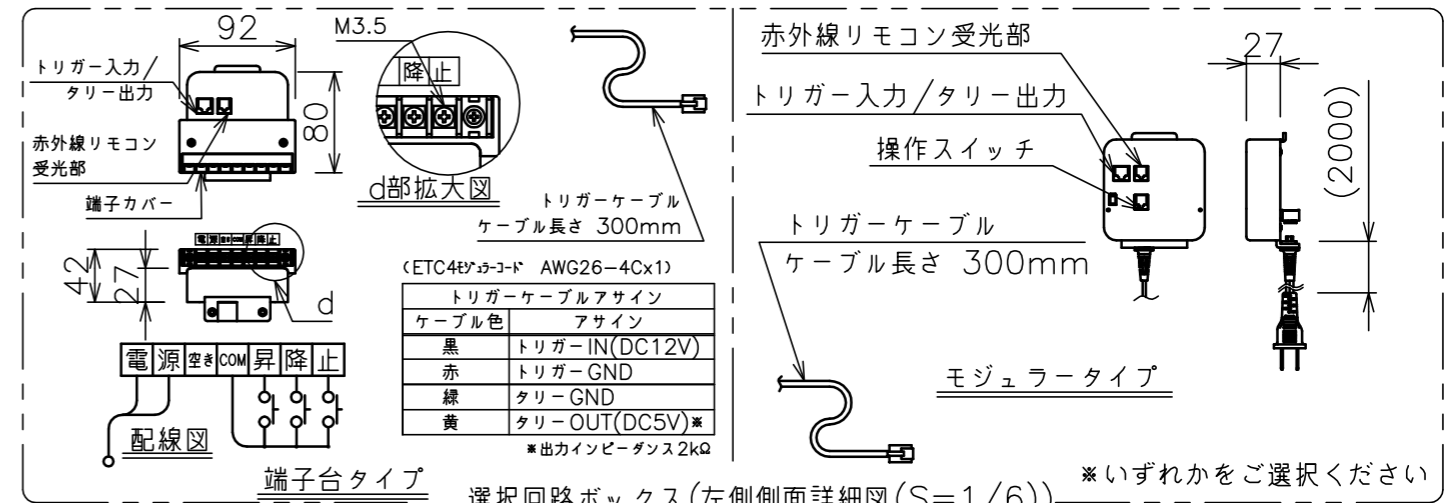 92
M3.5
トリガー入力/
タリー出力
80
赤外線リモコン
受光部
端子カバー
降 止
d部拡大図
トリガーケーブル
ケーブル長さ 300mm
電 源 空き COM 昇 降 止
42
27
d
(ETC4ﾓｼﾞｭﾗｰｺｰﾄﾞ AWG26-4Cx1)
トリガーケーブルアサイン
ケーブル色 アサイン
黒 トリガーIN(DC12V)
赤 トリガーGND
緑 タリーGND
黄 タリーOUT(DC5V)※
※出力インピーダンス2kΩ
電 源 空き COM 昇 降 止
配線図
端子台タイプ
赤外線リモコン受光部
トリガー入力/タリー出力
操作スイッチ
27
(2000)
トリガーケーブル
ケーブル長さ 300mm
モジュラータイプ
※いずれかをご選択ください
選択回路ボックス(左側側面詳細図(S=1/6))